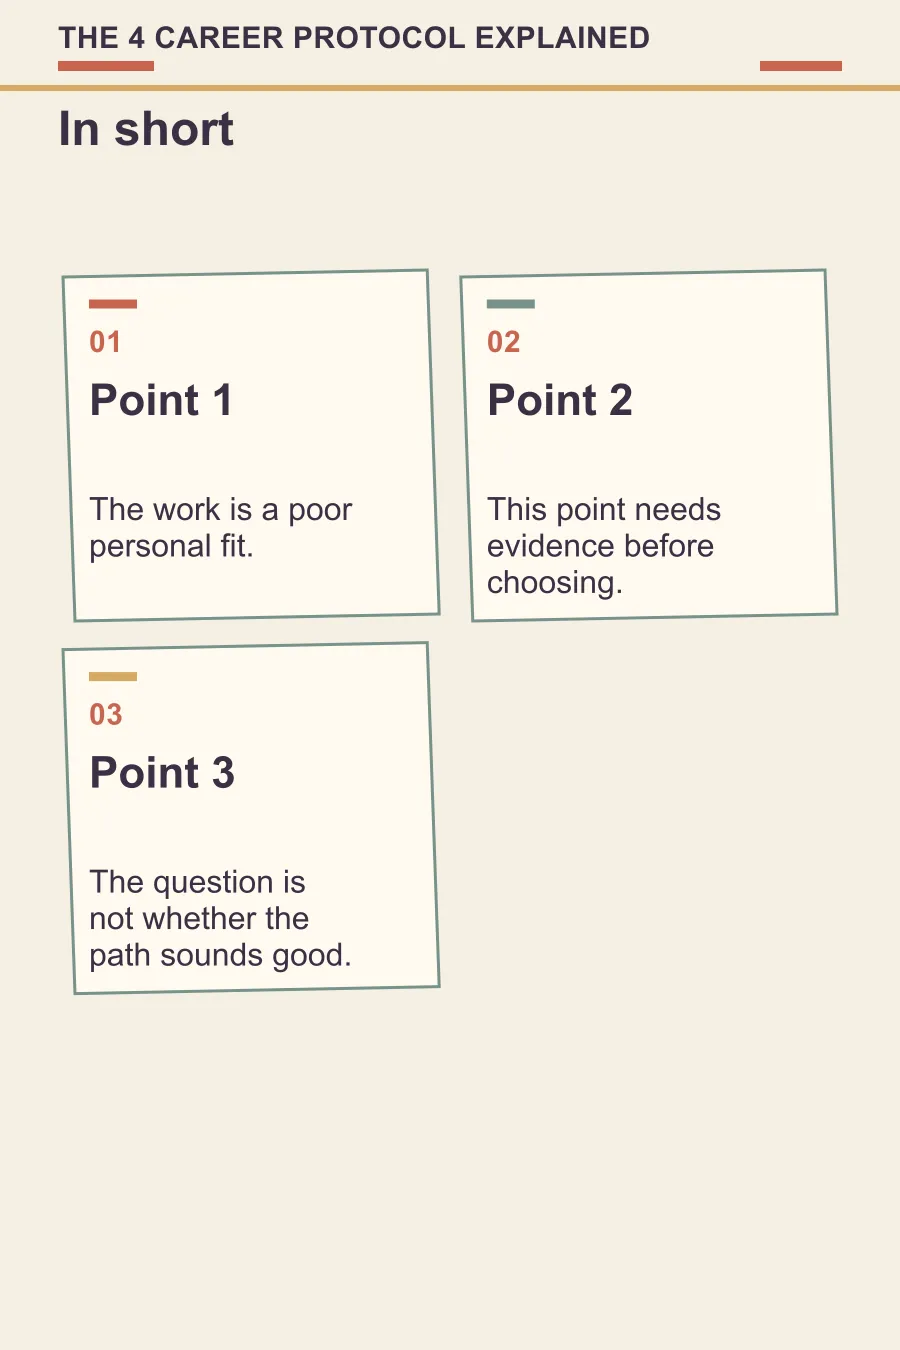 THE 4 CAREER PROTOCOL EXPLAINED
In short
01
Point 1
The work is a poor
personal fit.
02
Point 2
This point needs
evidence before
choosing.
03
Point 3
The question is
not whether the
path sounds good.